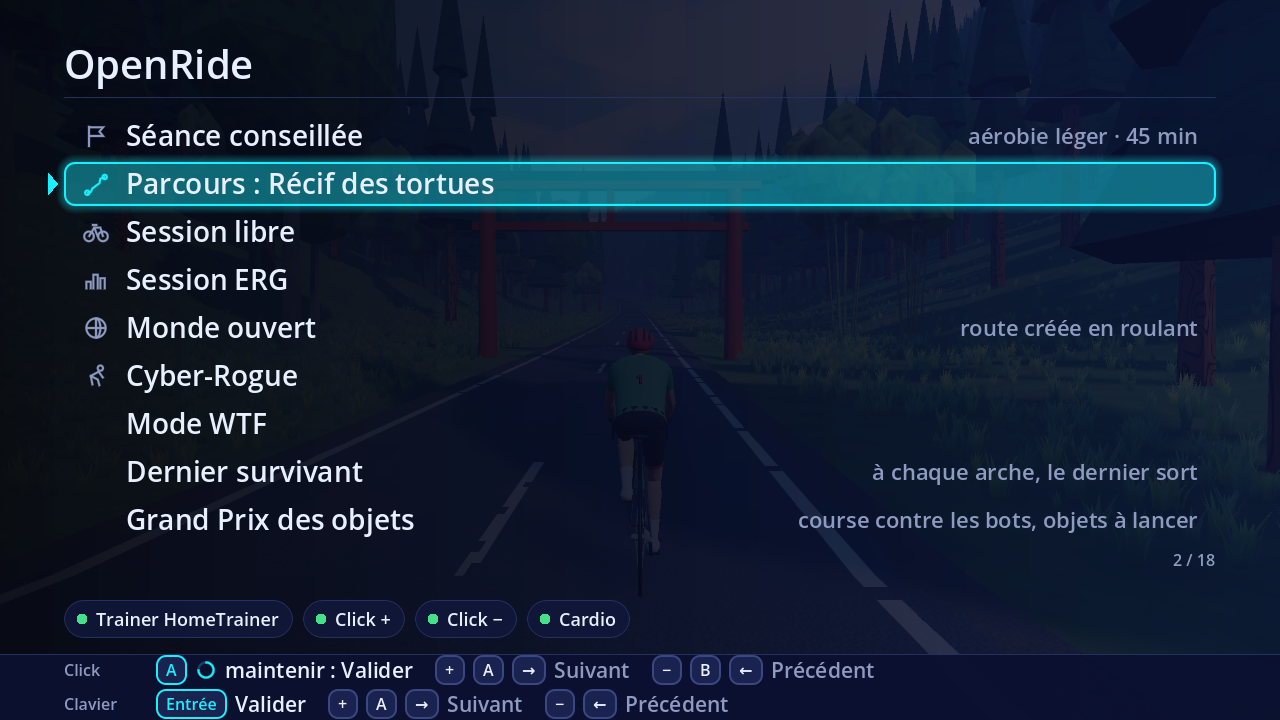 OpenRide
Séance conseillée aérobie léger · 45 min
Parcours : Récif des tortues
Session libre
Session ERG
Monde ouvert route créée en roulant
Cyber-Rogue
Mode WTF
Dernier survivant à chaque arche, le dernier sort
Grand Prix des objets course contre les bots, objets à lancer
2 / 18
Trainer HomeTrainer Click + Click − Cardio
Click A maintenir : Valider + A → Suivant − B ← Précédent
Clavier Entrée Valider + A → Suivant − ← Précédent